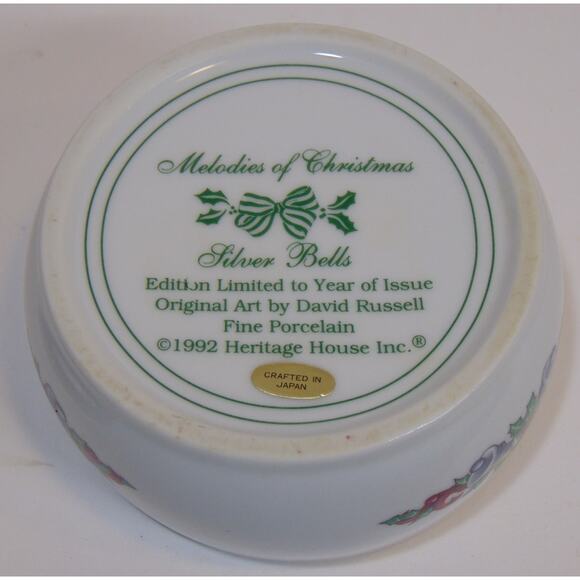 Melodies of Christmas
Silver Bells
Edition Limited to Year of Issue
Original Art by David Russell
Fine Porcelain
©1992 Heritage House Inc.®
CRAFTED IN
JAPAN